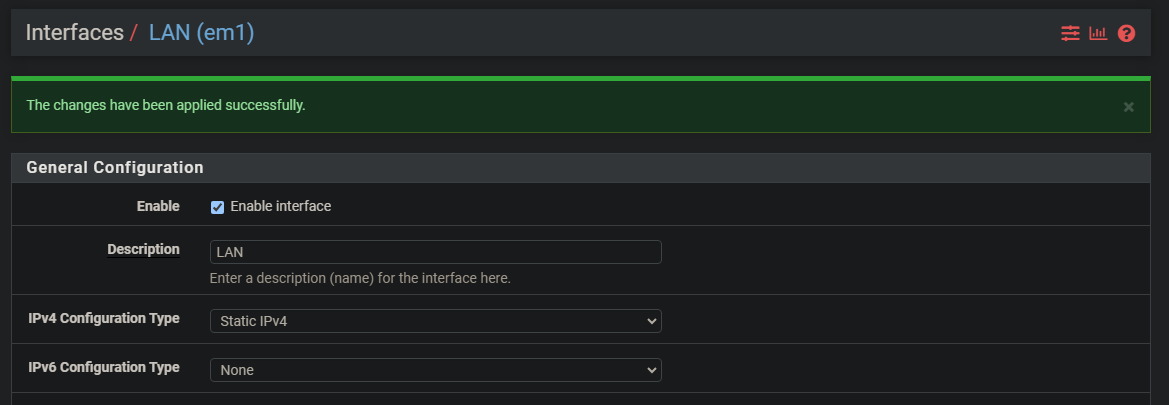 Interfaces / LAN (em1)
The changes have been applied successfully. ×
General Configuration
Enable Enable interface
Description LAN
Enter a description (name) for the interface here.
IPv4 Configuration Type Static IPv4
IPv6 Configuration Type None